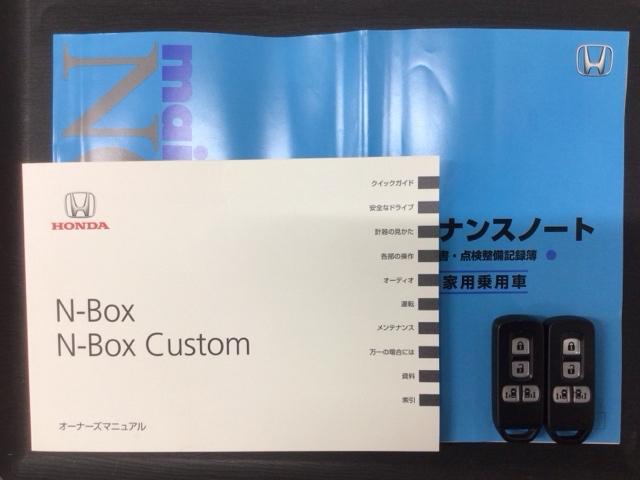 HONDA
N-Box
N-Box Custom
オーナーズマニュアル
クイックガイド
安全なドライブ
計器の見かた
各部の操作
オーディオ
運転
メンテナンス
万一の場合には
資料
索引
mai
No
ナンスノート
書・点検整備記録簿
家用乗用車